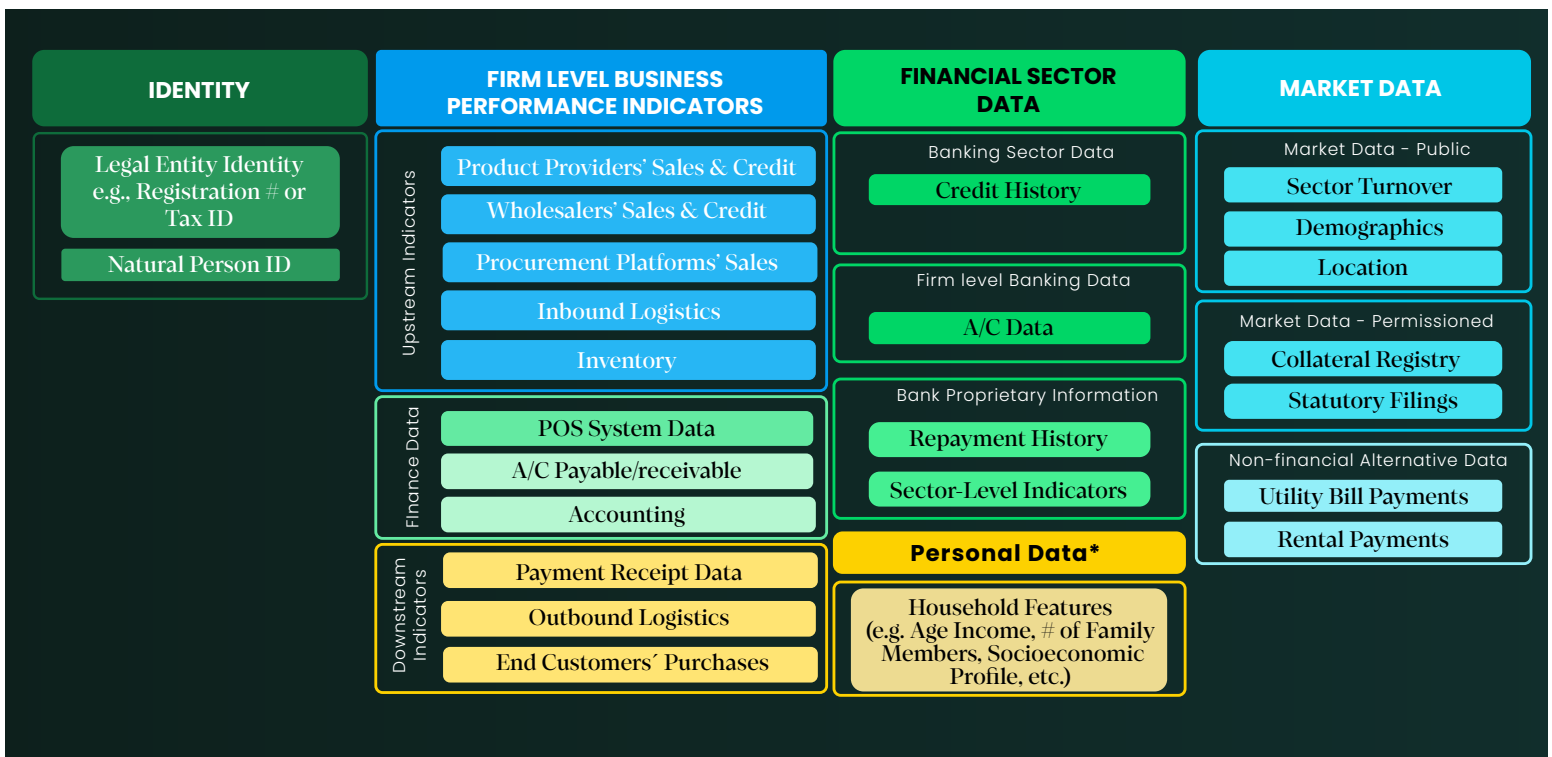 IDENTITY
Legal Entity Identity
e.g., Registration # or
Tax ID
Natural Person ID
FIRM LEVEL BUSINESS
PERFORMANCE INDICATORS
Upstream Indicators
Product Providers’ Sales & Credit
Wholesalers’ Sales & Credit
Procurement Platforms’ Sales
Inbound Logistics
Inventory
FInance Data
POS System Data
A/C Payable/receivable
Accounting
Downstream
Indicators
Payment Receipt Data
Outbound Logistics
End Customers´ Purchases
FINANCIAL SECTOR
DATA
Banking Sector Data
Credit History
Firm level Banking Data
A/C Data
Bank Proprietary Information
Repayment History
Sector-Level Indicators
Personal Data*
Household Features
(e.g. Age Income, # of Family
Members, Socioeconomic
Profile, etc.)
MARKET DATA
Market Data - Public
Sector Turnover
Demographics
Location
Market Data - Permissioned
Collateral Registry
Statutory Filings
Non-financial Alternative Data
Utility Bill Payments
Rental Payments